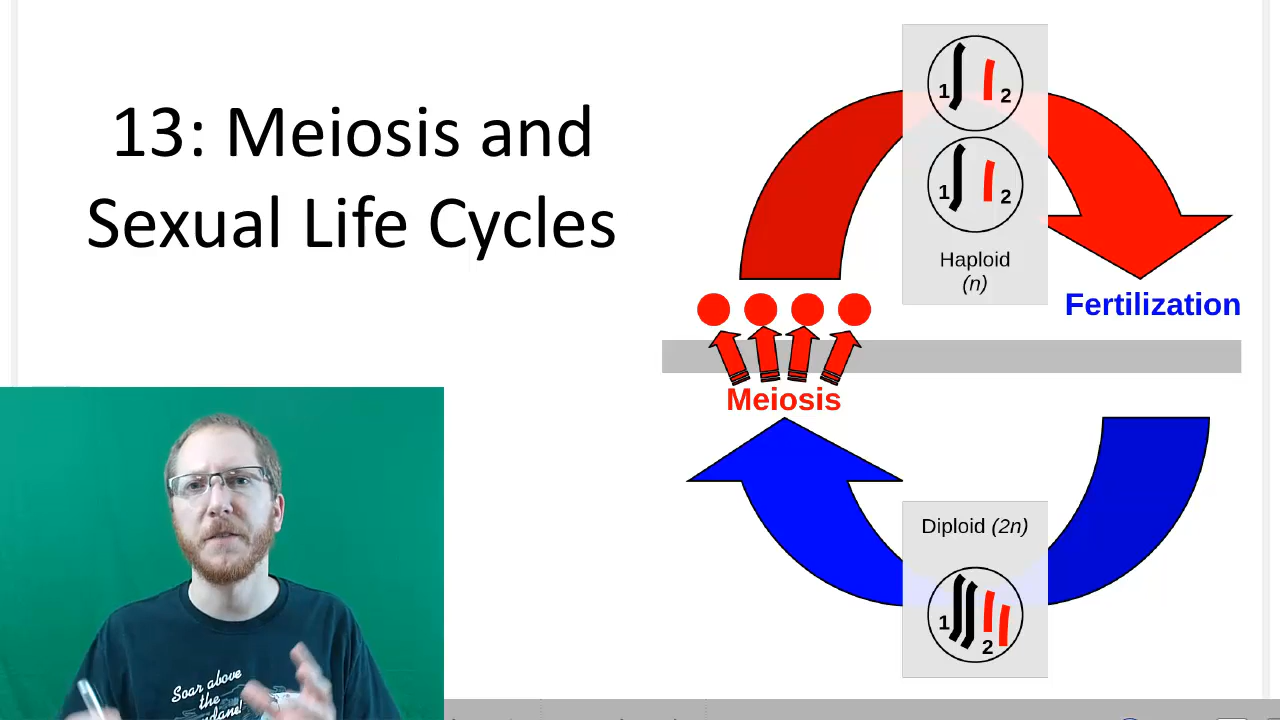 13: Meiosis and
Sexual Life Cycles
1
2
1
2
Haploid
(n)
Fertilization
Meiosis
Diploid (2n)
1
2
Soar above
the